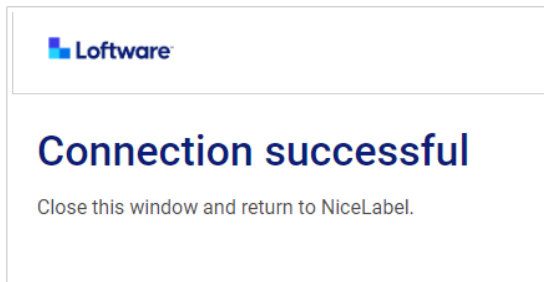 Loftware
Connection successful
Close this window and return to NiceLabel.